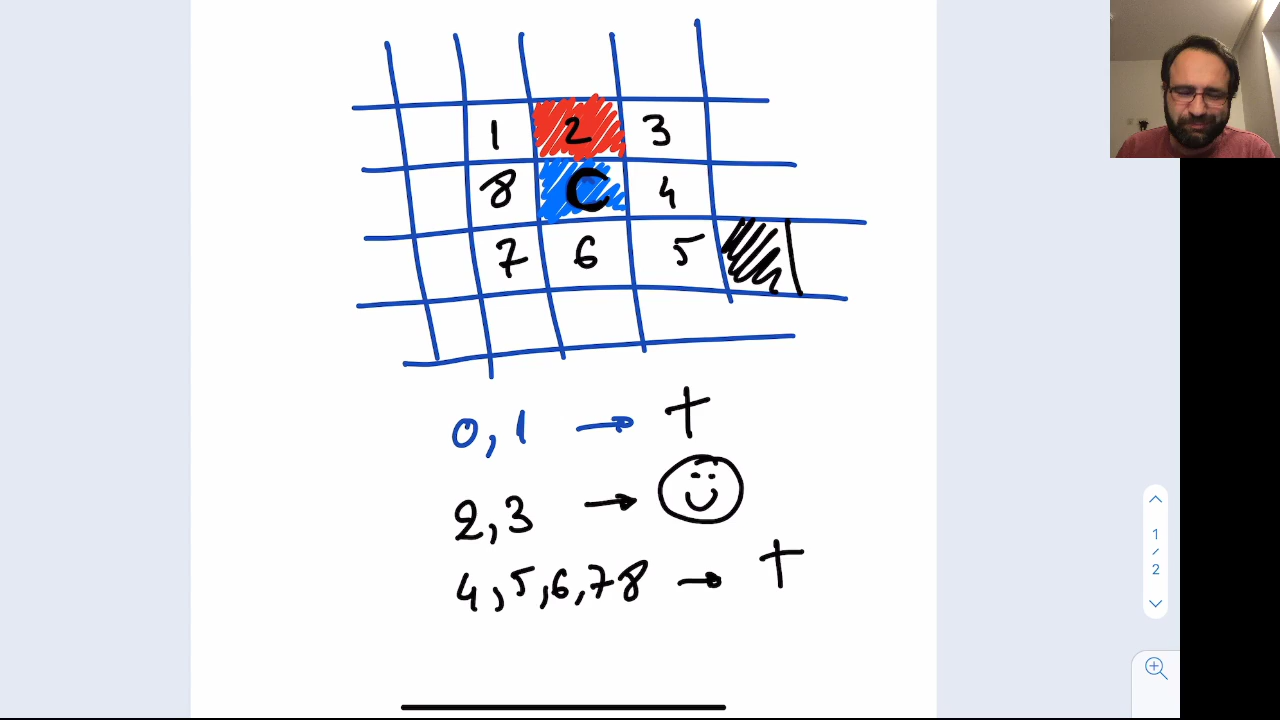 1 2 3
8 C 4
7 6 5
0, 1 → +
2, 3 → ☺
4, 5, 6, 7 8 → +
1
/
2